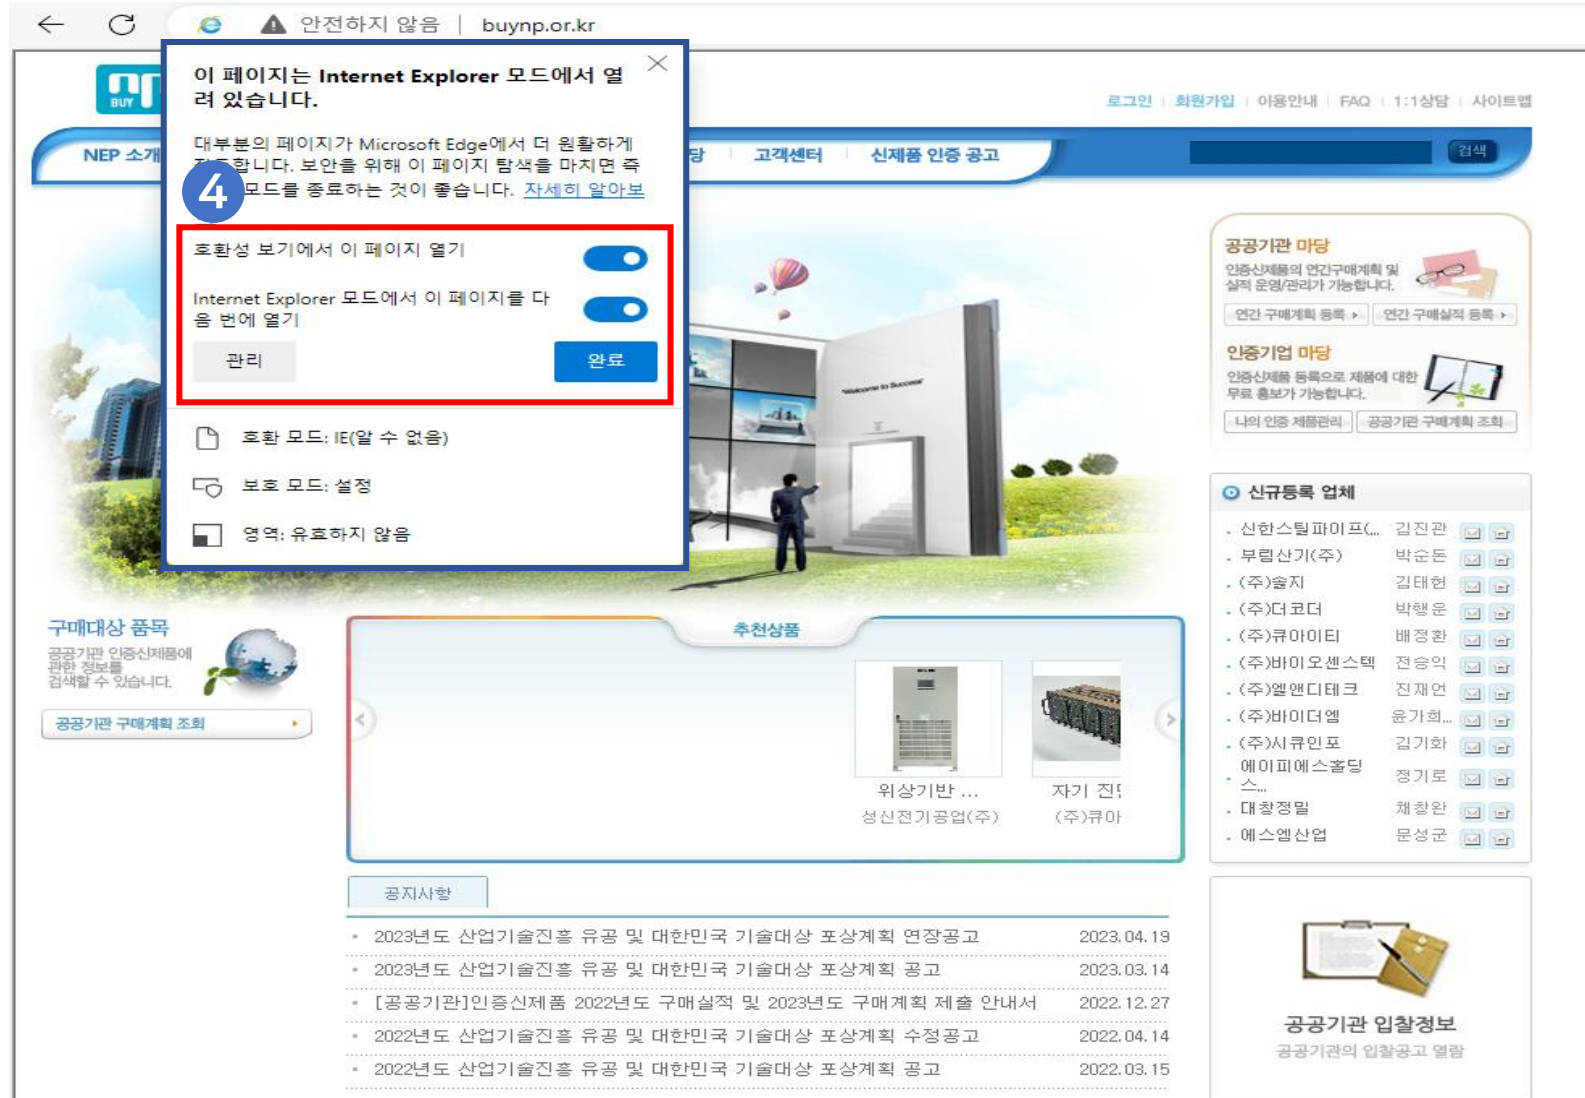 안전하지 않음 | buynp.or.kr
이 페이지는 Internet Explorer 모드에서 열
려 있습니다.
대부분의 페이지가 Microsoft Edge에서 더 원활하게
합니다. 보안을 위해 이 페이지 탐색을 마치면 즉
모드를 종료하는 것이 좋습니다. 자세히 알아보
4
호환성 보기에서 이 페이지 열기
Internet Explorer 모드에서 이 페이지를 다
음 번에 열기
관리
완료
호환 모드: IE(알 수 없음)
보호 모드: 설정
영역: 유효하지 않음
BUY
로그인 | 회원가입 | 이용안내 | FAQ | 1:1상담 | 사이트맵
NEP 소개
당 | 고객센터 | 신제품 인증 공고
검색
"Welcome to Success"
공공기관 마당
인증신제품의 연간구매계획 및
실적 운영/관리가 가능합니다.
연간 구매계획 등록
연간 구매실적 등록
인증기업 마당
인증신제품 등록으로 제품에 대한
무료 홍보가 가능합니다.
나의 인증 제품관리
공공기관 구매계획 조회
신규등록 업체
신한스틸파이프(... 김진관
부림산기(주) 박순돈
(주)솔지 김태헌
(주)더코더 박행운
(주)큐아이티 배정환
(주)바이오센스텍 전승익
(주)엘앤디테크 진재언
(주)바이더엠 윤가희...
(주)시큐인포 김기화
에이피에스홀딩
스... 정기로
대창정밀 채창완
에스엠산업 문성군
구매대상 품목
공공기관 인증신제품에
관한 정보를
검색할 수 있습니다.
공공기관 구매계획 조회
추천상품
위상기반 ...
성신전기공업(주)
자기 진단
(주)큐아
공지사항
2023년도 산업기술진흥 유공 및 대한민국 기술대상 포상계획 연장공고 2023.04.19
2023년도 산업기술진흥 유공 및 대한민국 기술대상 포상계획 공고 2023.03.14
[공공기관]인증신제품 2022년도 구매실적 및 2023년도 구매계획 제출 안내서 2022.12.27
2022년도 산업기술진흥 유공 및 대한민국 기술대상 포상계획 수정공고 2022.04.14
2022년도 산업기술진흥 유공 및 대한민국 기술대상 포상계획 공고 2022.03.15
공공기관 입찰정보
공공기관의 입찰공고 열람